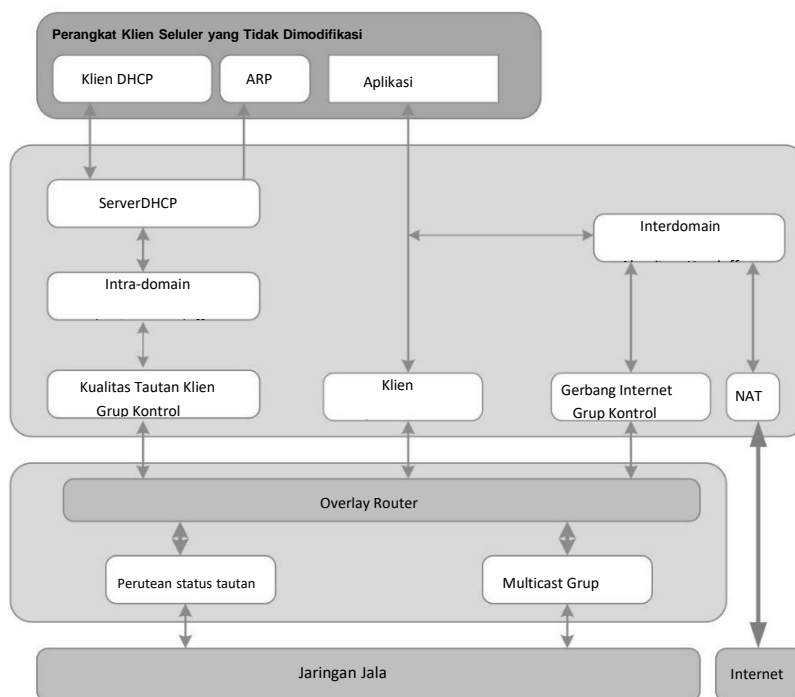 Perangkat Klien Seluler yang Tidak Dimodifikasi
Klien DHCP
ARP
Aplikasi
ServerDHCP
Interdomain
Intra-domain
Kualitas Tautan Klien
Grup Kontrol
Klien
Gerbang Internet
Grup Kontrol
NAT
Overlay Router
Perutean status tautan
Multicast Grup
Jaringan Jala
Internet